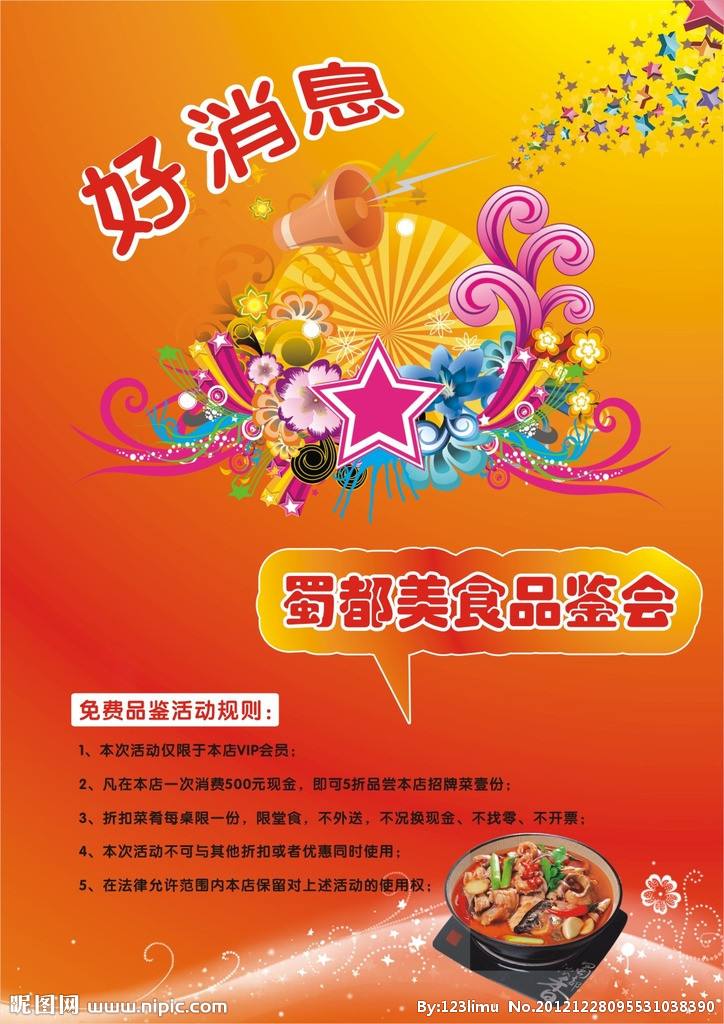 好消息
蜀都美食品鉴会
免费品鉴活动规则：
1、本次活动仅限于本店VIP会员；
2、凡在本店一次消费500元现金，即可5折品尝本店招牌菜壹份；
3、折扣菜肴每桌限一份，限堂食，不外送，不况换现金、不找零、不开票；
4、本次活动不可与其他折扣或者优惠同时使用；
5、在法律允许范围内本店保留对上述活动的使用权；
昵图网 www.nipic.com
By:123limu No.20121228095531038390